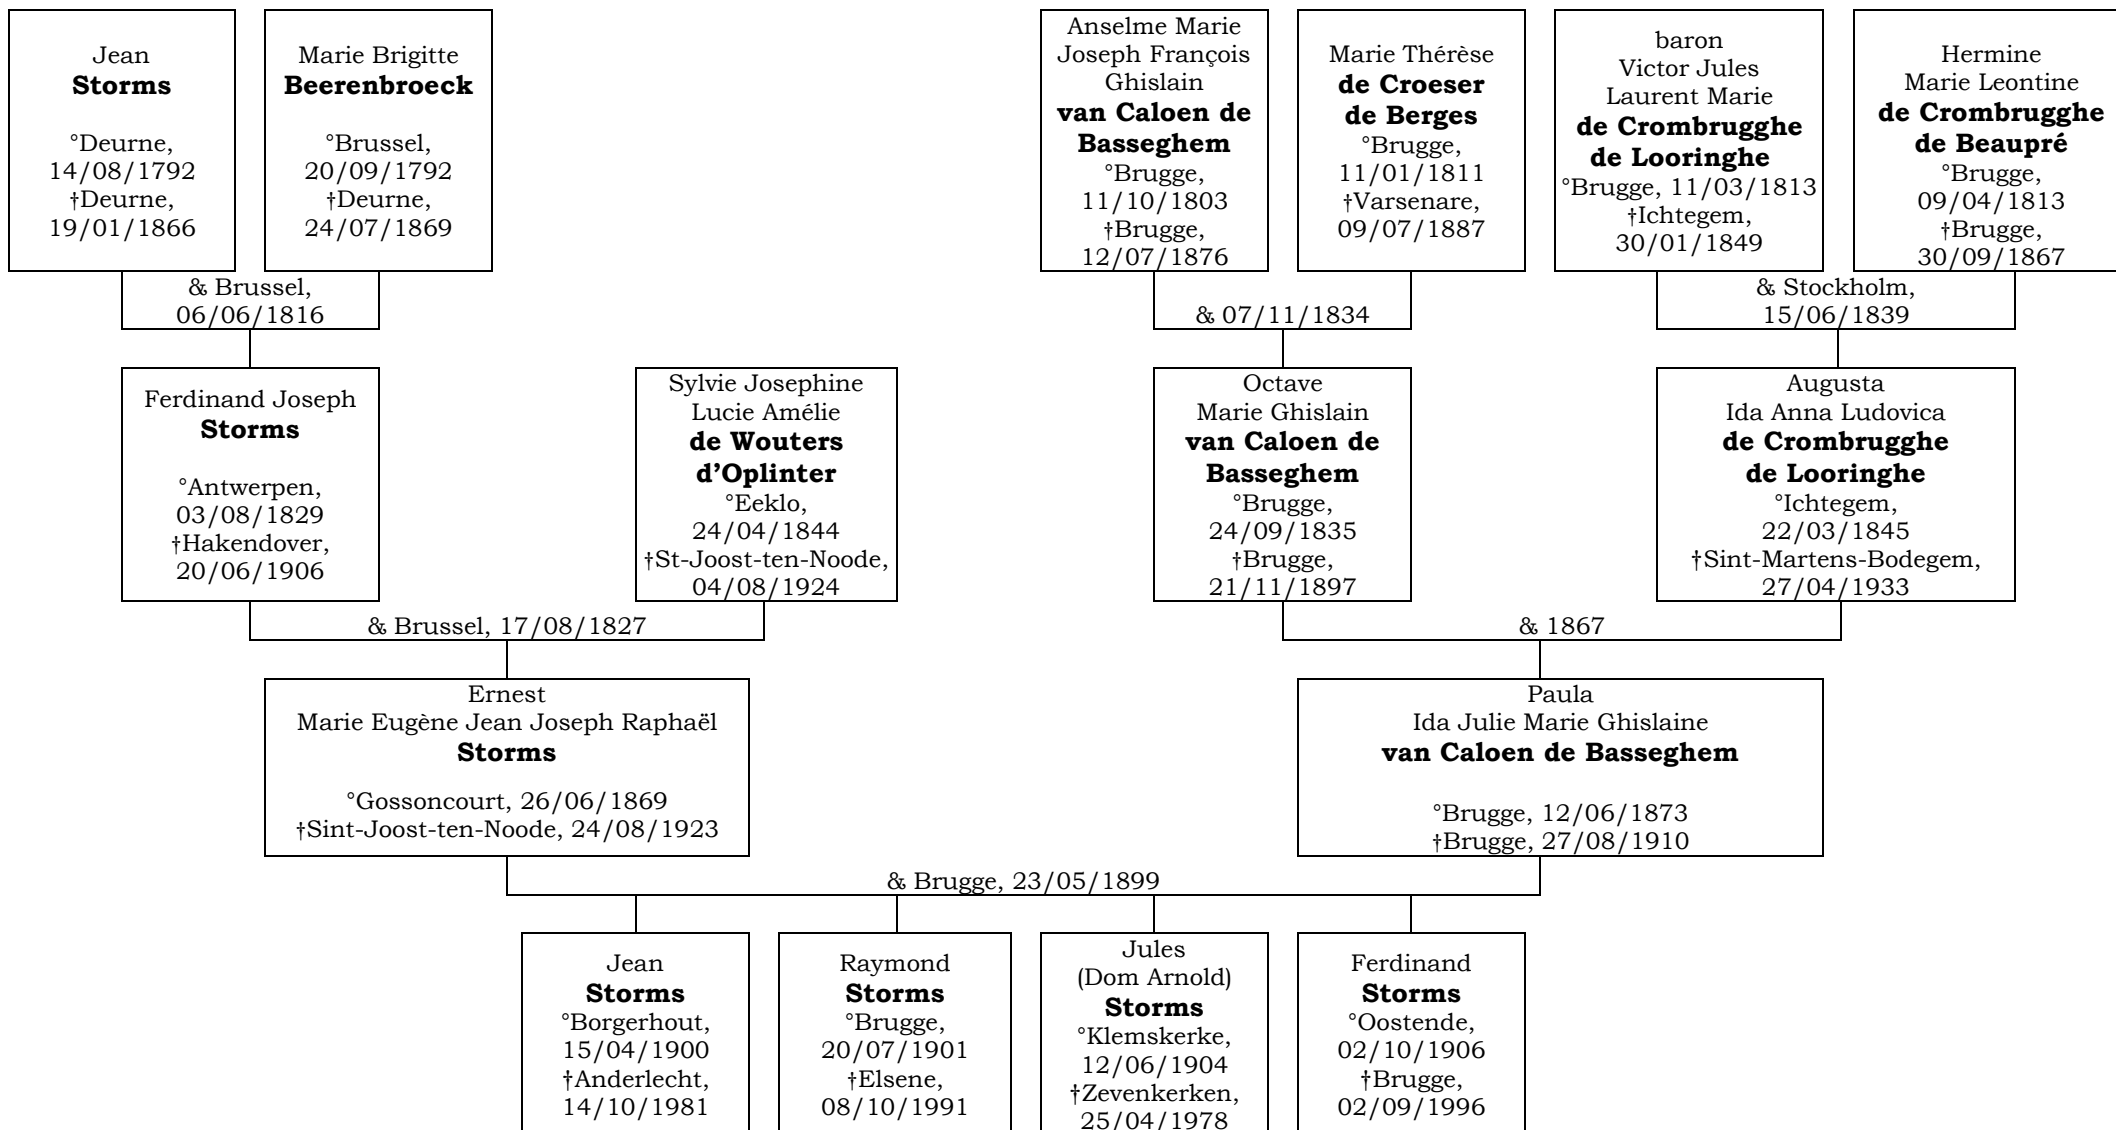 Jean
Storms
°Deurne,
14/08/1792
†Deurne,
19/01/1866
Marie Brigitte
Beerenbroeck
°Brussel,
20/09/1792
†Deurne,
24/07/1869
Anselme Marie
Joseph François
Ghislain
van Caloen de
Basseghem
°Brugge,
11/10/1803
†Brugge,
12/07/1876
Marie Thérèse
de Croeser
de Berges
°Brugge,
11/01/1811
†Varsenare,
09/07/1887
baron
Victor Jules
Laurent Marie
de Crombrugghe
de Looringhe
°Brugge, 11/03/1813
†Ichtegem,
30/01/1849
Hermine
Marie Leontine
de Crombrugghe
de Beaupré
°Brugge,
09/04/1813
†Brugge,
30/09/1867
& Brussel,
06/06/1816
& 07/11/1834
& Stockholm,
15/06/1839
Ferdinand Joseph
Storms
°Antwerpen,
03/08/1829
†Hakendover,
20/06/1906
Sylvie Josephine
Lucie Amélie
de Wouters
d’Oplinter
°Eeklo,
24/04/1844
†St-Joost-ten-Noode,
04/08/1924
Octave
Marie Ghislain
van Caloen de
Basseghem
°Brugge,
24/09/1835
†Brugge,
21/11/1897
Augusta
Ida Anna Ludovica
de Crombrugghe
de Looringhe
°Ichtegem,
22/03/1845
†Sint-Martens-Bodegem,
27/04/1933
& Brussel, 17/08/1827
& 1867
Ernest
Marie Eugène Jean Joseph Raphaël
Storms
°Gossoncourt, 26/06/1869
†Sint-Joost-ten-Noode, 24/08/1923
Paula
Ida Julie Marie Ghislaine
van Caloen de Basseghem
°Brugge, 12/06/1873
†Brugge, 27/08/1910
& Brugge, 23/05/1899
Jean
Storms
°Borgerhout,
15/04/1900
†Anderlecht,
14/10/1981
Raymond
Storms
°Brugge,
20/07/1901
†Elsene,
08/10/1991
Jules
(Dom Arnold)
Storms
°Klemskerke,
12/06/1904
†Zevenkerken,
25/04/1978
Ferdinand
Storms
°Oostende,
02/10/1906
†Brugge,
02/09/1996